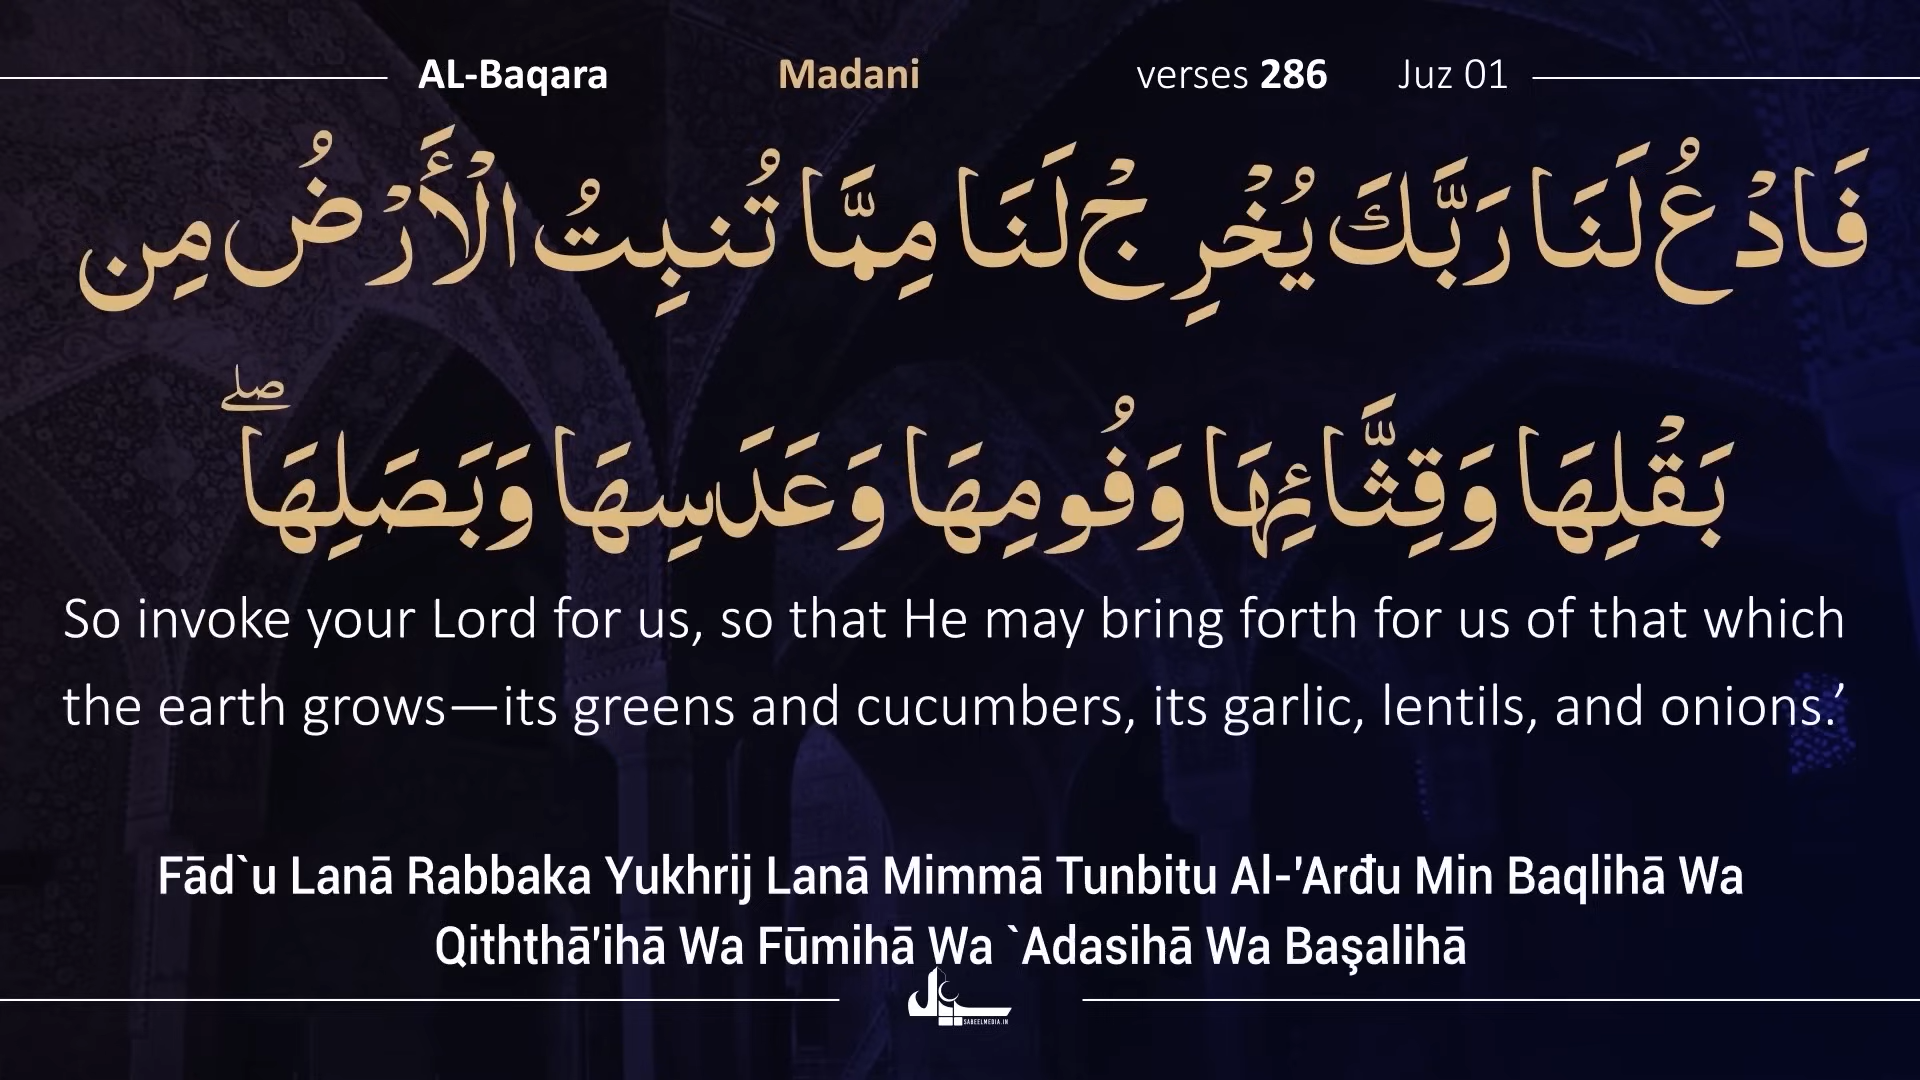 AL-Baqara Madani verses 286 Juz 01
فَادْعُ لَنَا رَبَّكَ يُخْرِجْ لَنَا مِمَّا تُنبِتُ الْأَرْضُ مِن
بَقْلِهَا وَقِثَّائِهَا وَفُومِهَا وَعَدَسِهَا وَبَصَلِهَا ۖ
So invoke your Lord for us, so that He may bring forth for us of that which
the earth grows—its greens and cucumbers, its garlic, lentils, and onions.’
Fād`u Lanā Rabbaka Yukhrij Lanā Mimmā Tunbitu Al-'Arđu Min Baqlihā Wa
Qiththā'ihā Wa Fūmihā Wa `Adasihā Wa Başalihā
SABEELMEDIA.IN